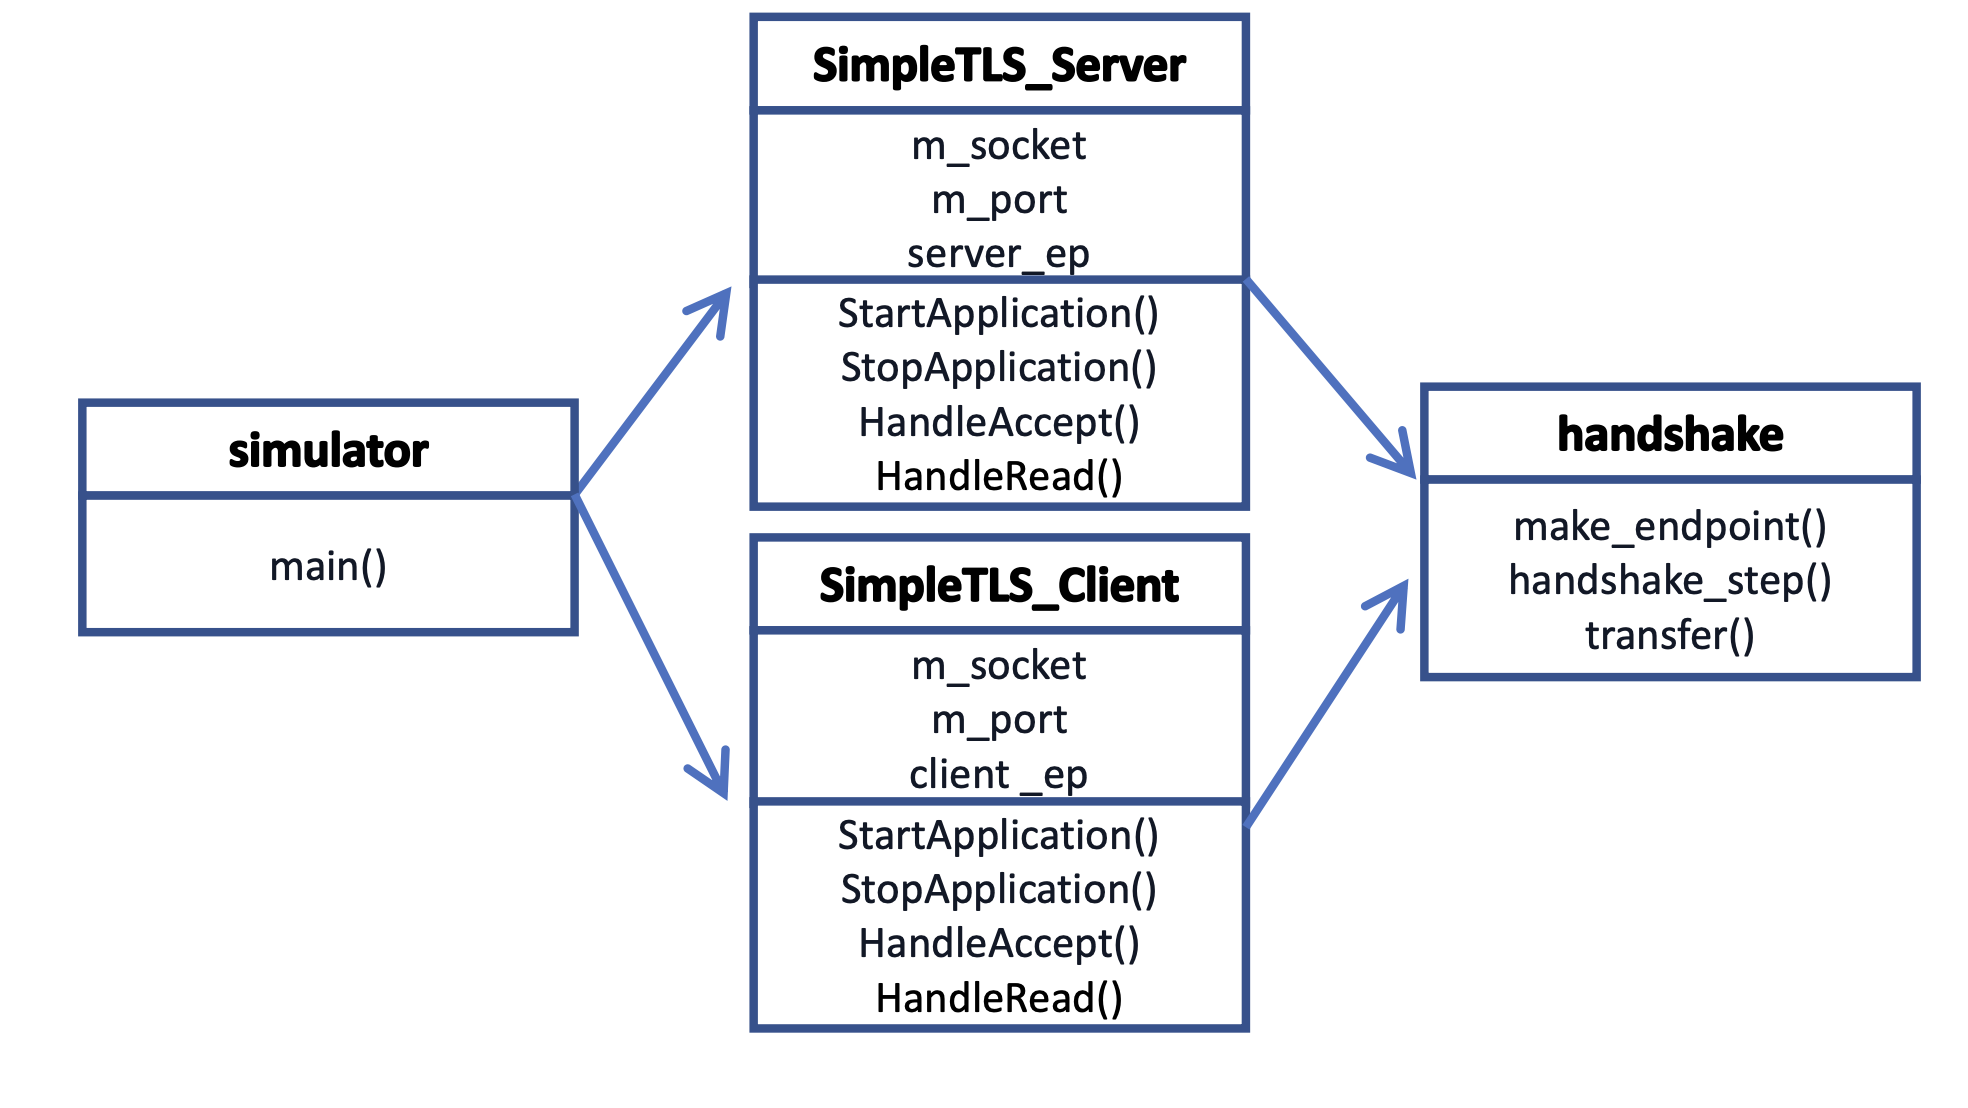 SimpleTLS_Server
m_socket
m_port
server_ep
StartApplication()
StopApplication()
HandleAccept()
HandleRead()
simulator
main()
SimpleTLS_Client
m_socket
m_port
client _ep
StartApplication()
StopApplication()
HandleAccept()
HandleRead()
handshake
make_endpoint()
handshake_step()
transfer()